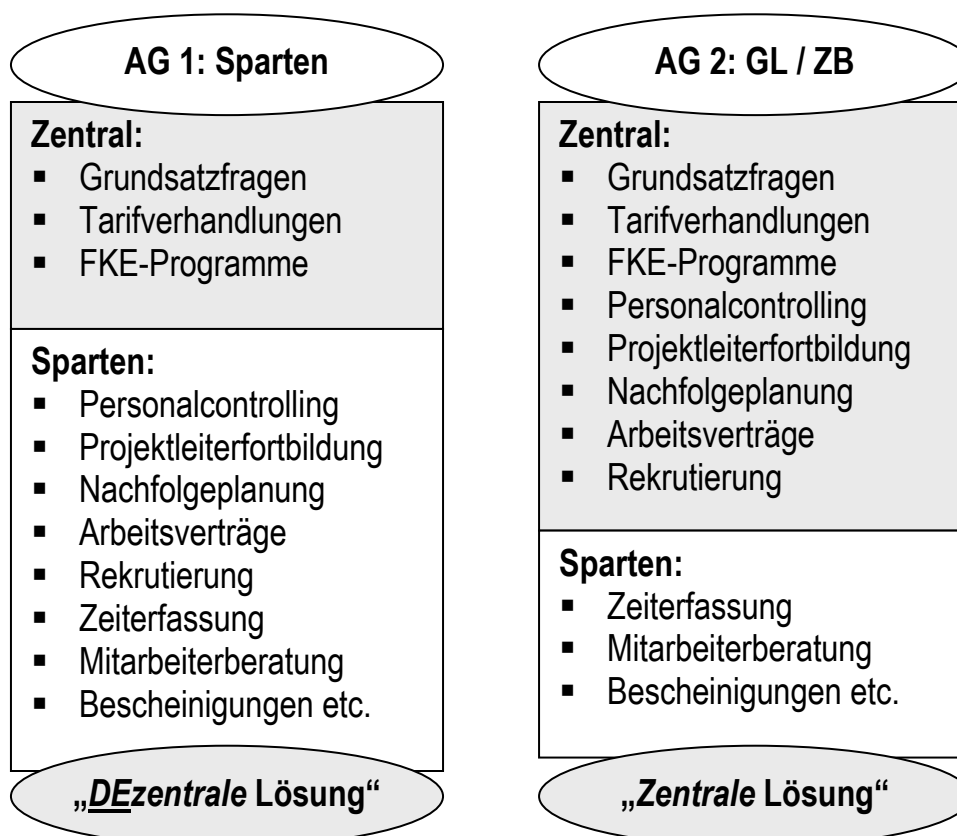 AG 1: Sparten
Zentral:
▪ Grundsatzfragen
▪ Tarifverhandlungen
▪ FKE-Programme
Sparten:
▪ Personalcontrolling
▪ Projektleiterfortbildung
▪ Nachfolgeplanung
▪ Arbeitsverträge
▪ Rekrutierung
▪ Zeiterfassung
▪ Mitarbeiterberatung
▪ Bescheinigungen etc.
„DEzentrale Lösung“
AG 2: GL / ZB
Zentral:
▪ Grundsatzfragen
▪ Tarifverhandlungen
▪ FKE-Programme
▪ Personalcontrolling
▪ Projektleiterfortbildung
▪ Nachfolgeplanung
▪ Arbeitsverträge
▪ Rekrutierung
Sparten:
▪ Zeiterfassung
▪ Mitarbeiterberatung
▪ Bescheinigungen etc.
„Zentrale Lösung“